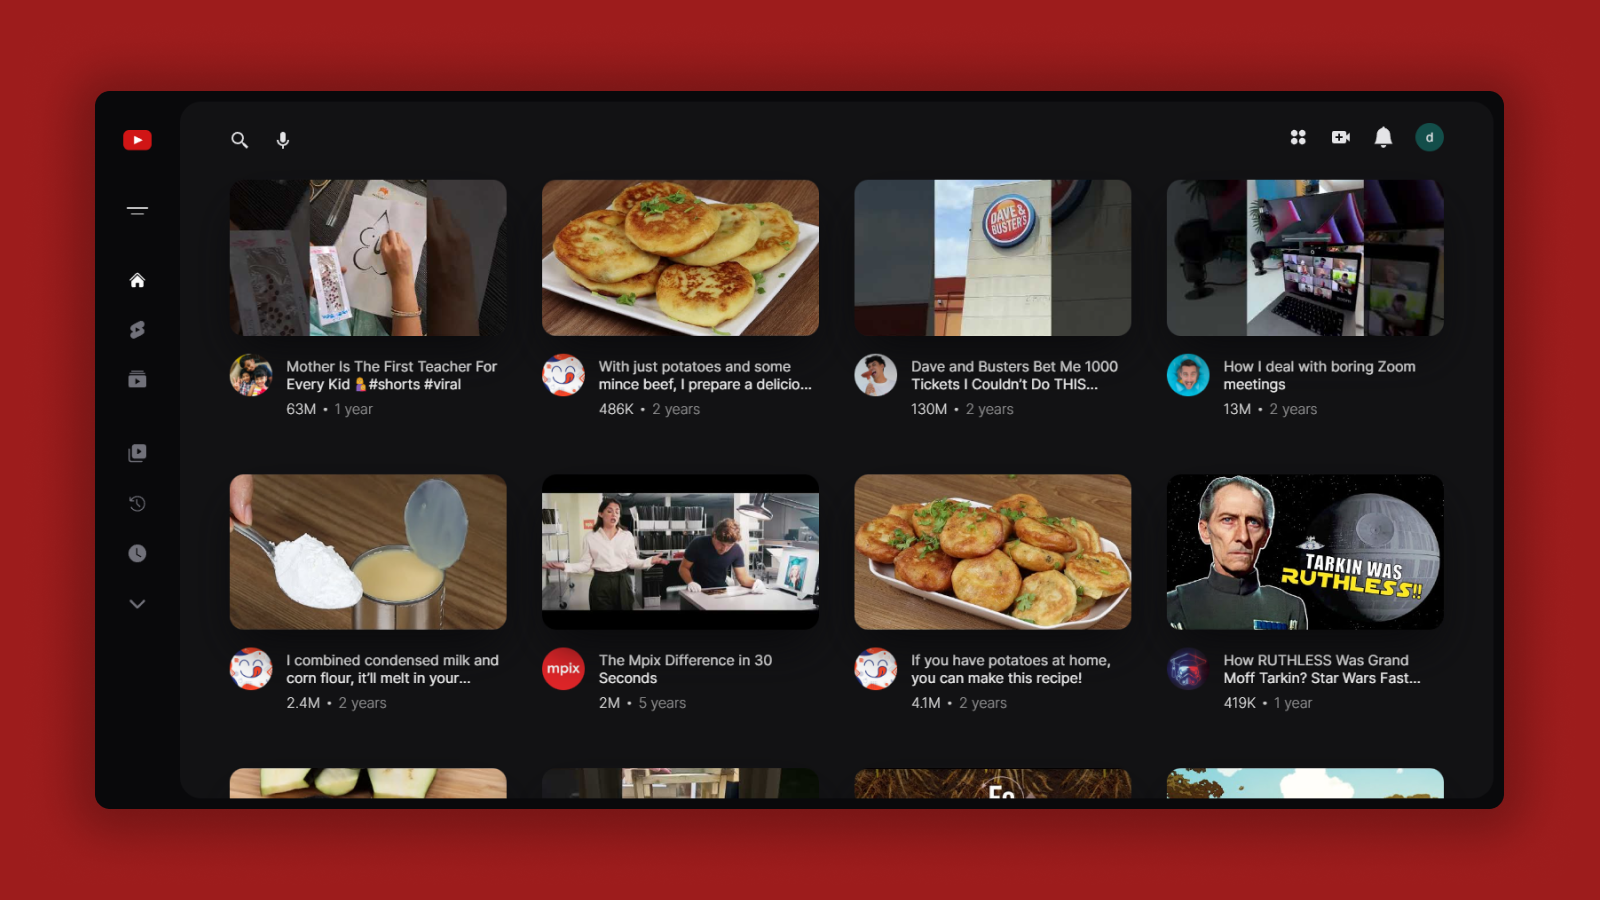 d
DAVE &
BUSTER'S
Mother Is The First Teacher For
Every Kid 🤱#shorts #viral
63M • 1 year
With just potatoes and some
mince beef, I prepare a delicio...
486K • 2 years
Dave and Busters Bet Me 1000
Tickets I Couldn't Do THIS...
130M • 2 years
How I deal with boring Zoom
meetings
13M • 2 years
TARKIN WAS
RUTHLESS!!
I combined condensed milk and
corn flour, it'll melt in your...
2.4M • 2 years
mpix
The Mpix Difference in 30
Seconds
2M • 5 years
If you have potatoes at home,
you can make this recipe!
4.1M • 2 years
How RUTHLESS Was Grand
Moff Tarkin? Star Wars Fast...
419K • 1 year